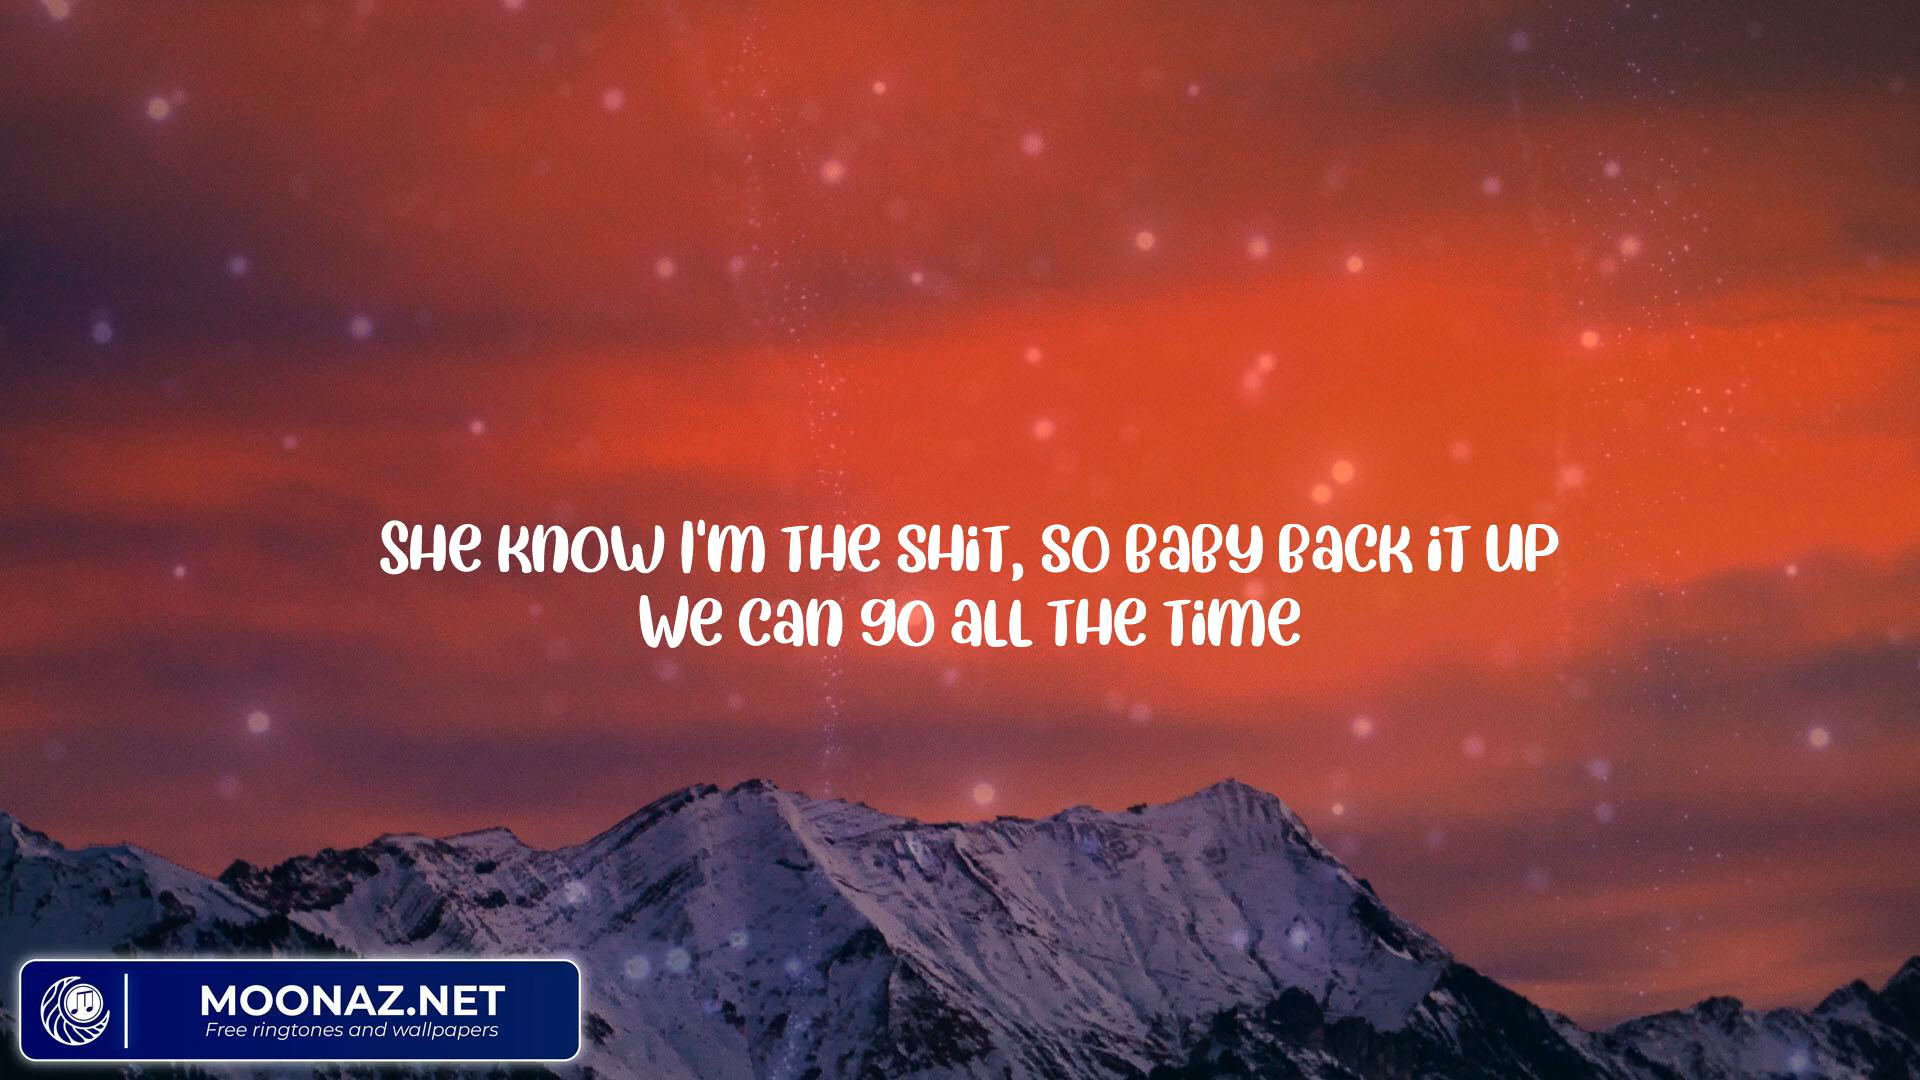 She know I'm the shit, so baby back it up
We can go all the time
MOONAZ.NET
Free ringtones and wallpapers